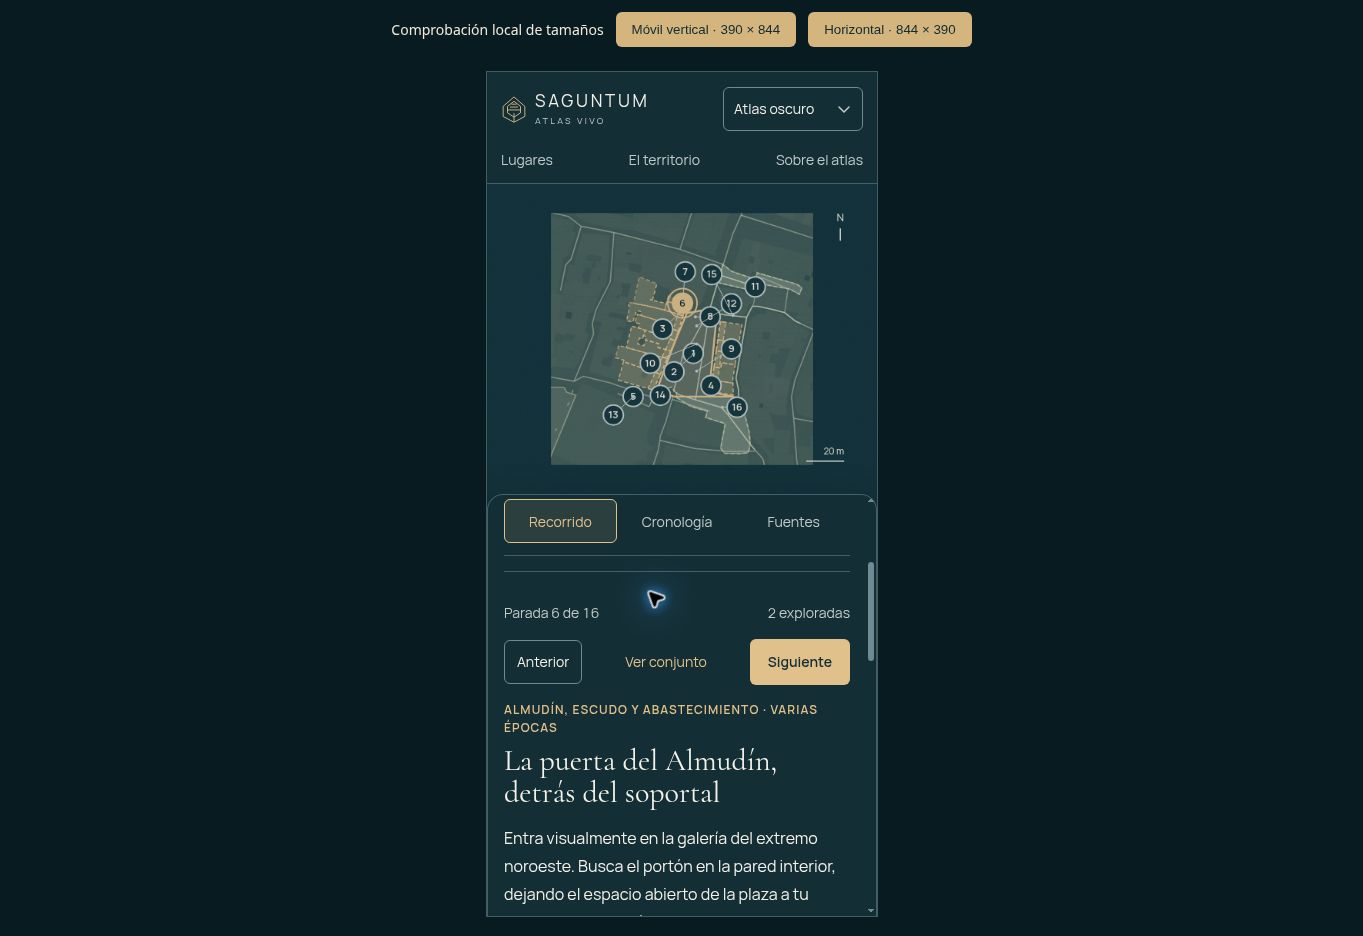 Comprobación local de tamaños
Móvil vertical · 390 × 844
Horizontal · 844 × 390
SAGUNTUM
ATLAS VIVO
Atlas oscuro
Lugares
El territorio
Sobre el atlas
N
7
15
11
6
12
8
3
1
9
10
2
4
5
14
16
13
20 m
Recorrido
Cronología
Fuentes
Parada 6 de 16
2 exploradas
Anterior
Ver conjunto
Siguiente
ALMUDÍN, ESCUDO Y ABASTECIMIENTO · VARIAS
ÉPOCAS
La puerta del Almudín,
detrás del soportal
Entra visualmente en la galería del extremo
noroeste. Busca el portón en la pared interior,
dejando el espacio abierto de la plaza a tu